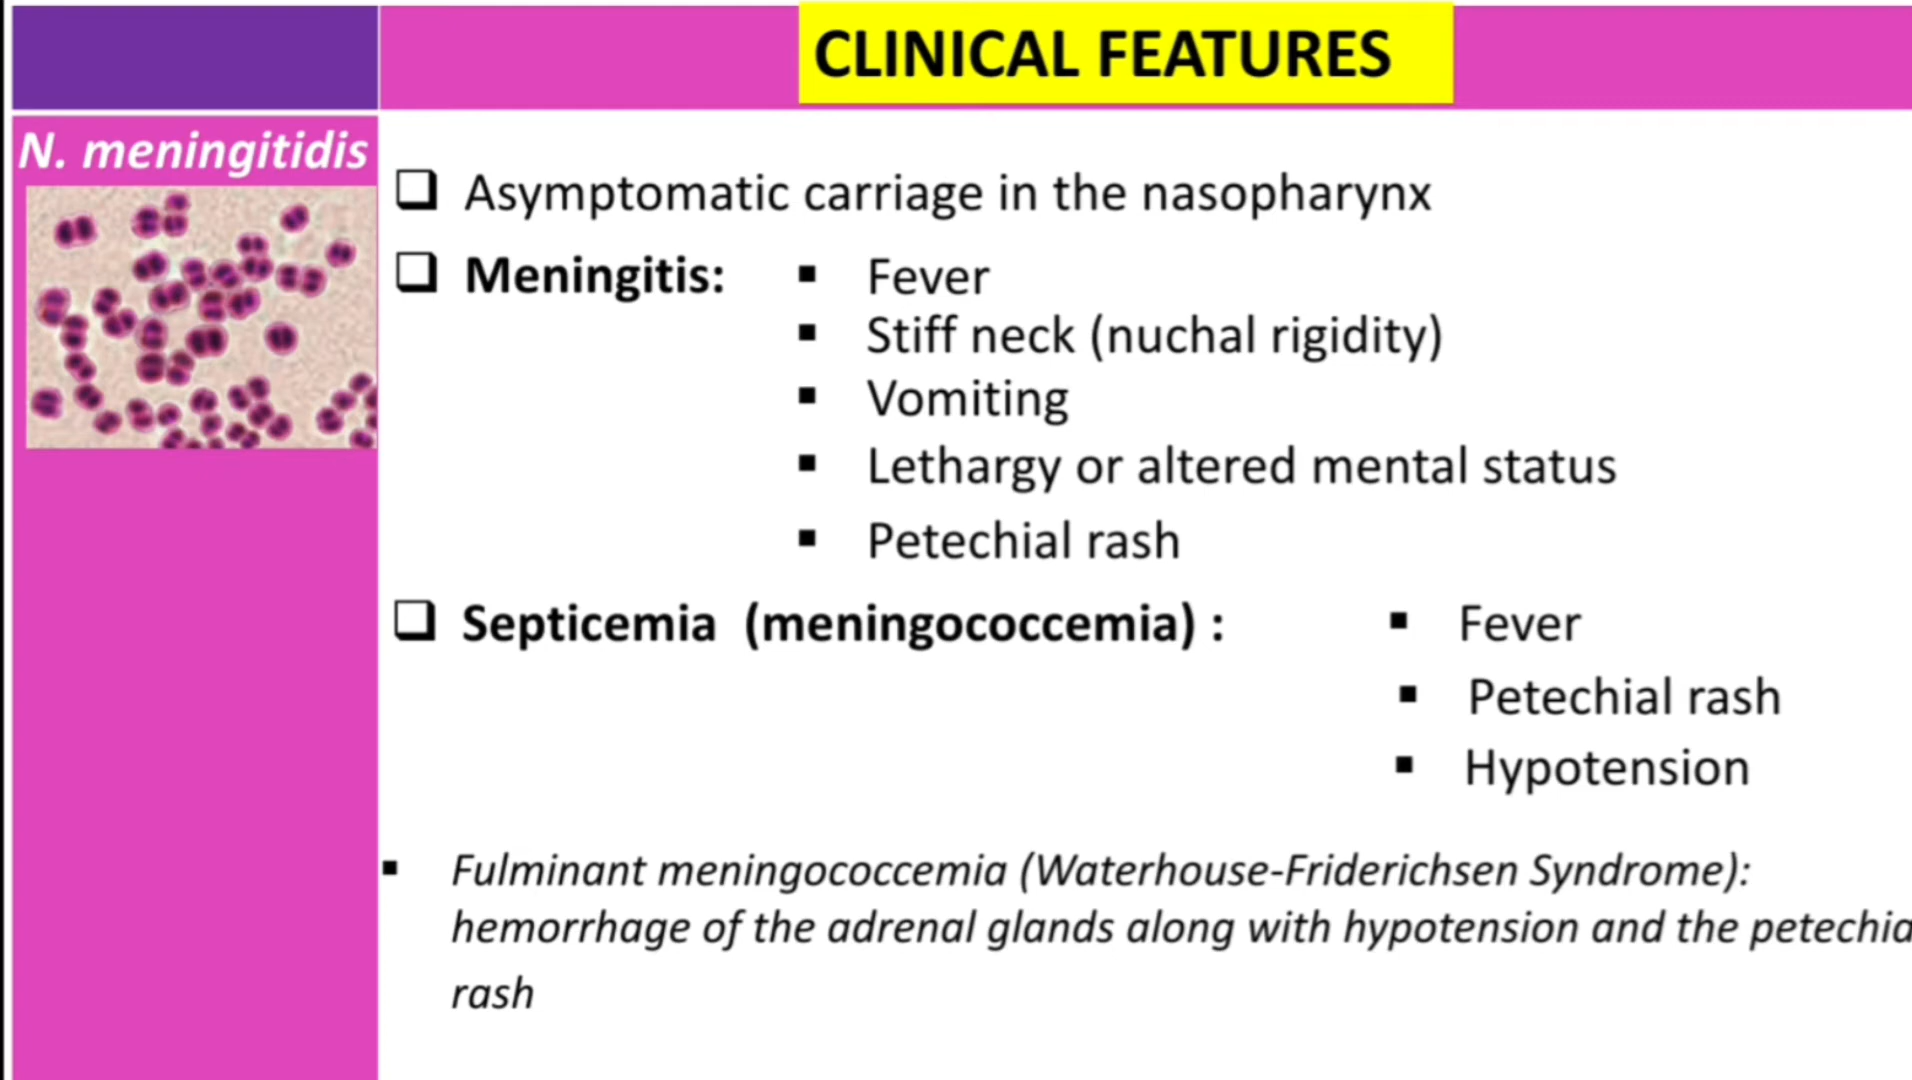 CLINICAL FEATURES
N. meningitidis
Asymptomatic carriage in the nasopharynx
Meningitis:
Fever
Stiff neck (nuchal rigidity)
Vomiting
Lethargy or altered mental status
Petechial rash
Septicemia (meningococcemia) :
Fever
Petechial rash
Hypotension
Fulminant meningococcemia (Waterhouse-Friderichsen Syndrome):
hemorrhage of the adrenal glands along with hypotension and the petechia
rash